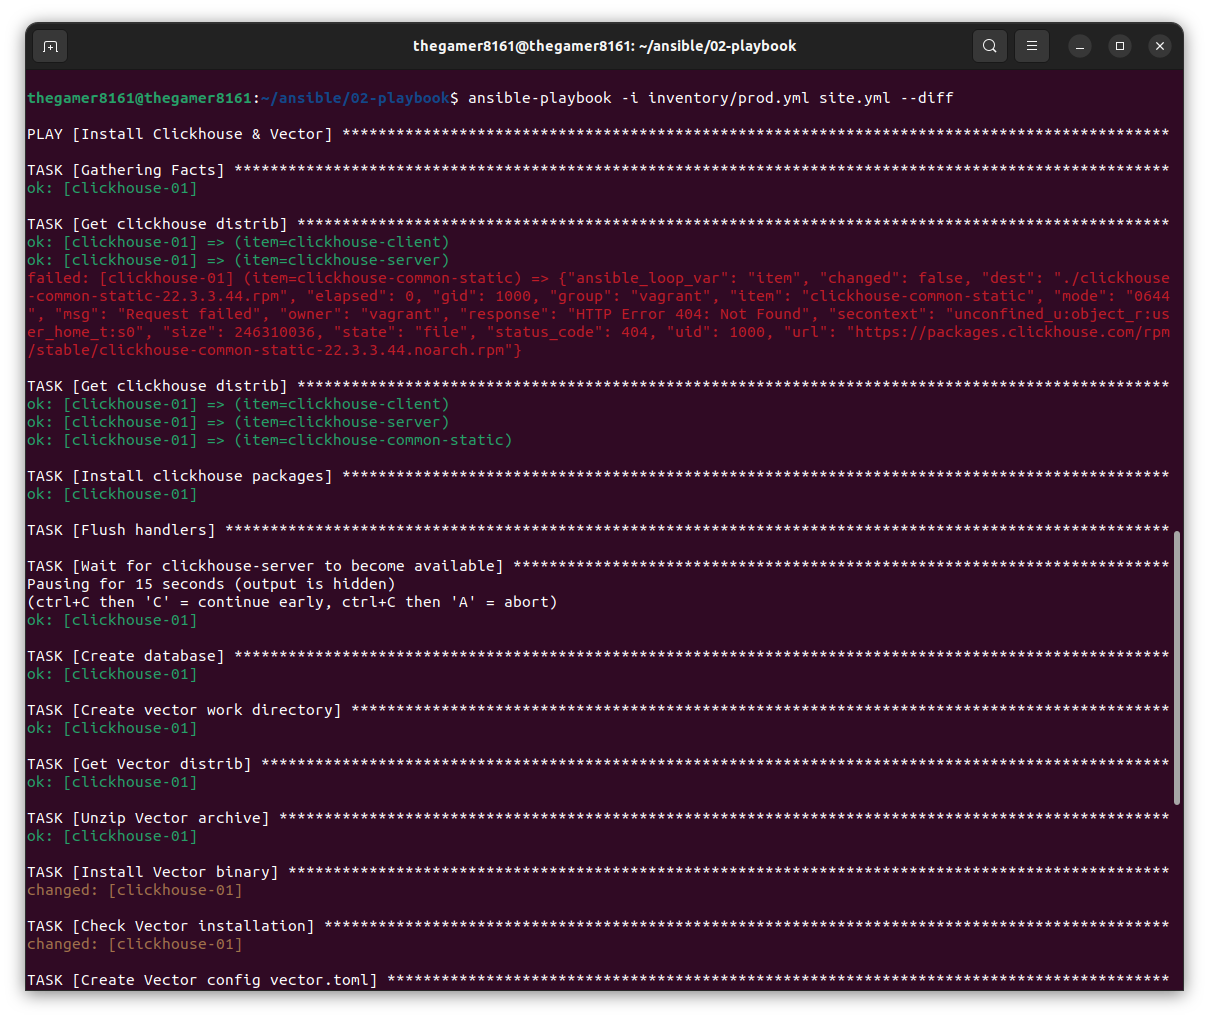 thegamer8161@thegamer8161: ~/ansible/02-playbook
thegamer8161@thegamer8161:~/ansible/02-playbook$ ansible-playbook -i inventory/prod.yml site.yml --diff
PLAY [Install Clickhouse & Vector] ********************************************************************************************
TASK [Gathering Facts] ********************************************************************************************************
ok: [clickhouse-01]
TASK [Get clickhouse distrib] *************************************************************************************************
ok: [clickhouse-01] => (item=clickhouse-client)
ok: [clickhouse-01] => (item=clickhouse-server)
failed: [clickhouse-01] (item=clickhouse-common-static) => {"ansible_loop_var": "item", "changed": false, "dest": "./clickhouse
-common-static-22.3.3.44.rpm", "elapsed": 0, "gid": 1000, "group": "vagrant", "item": "clickhouse-common-static", "mode": "0644
", "msg": "Request failed", "owner": "vagrant", "response": "HTTP Error 404: Not Found", "secontext": "unconfined_u:object_r:us
er_home_t:s0", "size": 246310036, "state": "file", "status_code": 404, "uid": 1000, "url": "https://packages.clickhouse.com/rpm
/stable/clickhouse-common-static-22.3.3.44.noarch.rpm"}
TASK [Get clickhouse distrib] *************************************************************************************************
ok: [clickhouse-01] => (item=clickhouse-client)
ok: [clickhouse-01] => (item=clickhouse-server)
ok: [clickhouse-01] => (item=clickhouse-common-static)
TASK [Install clickhouse packages] ********************************************************************************************
ok: [clickhouse-01]
TASK [Flush handlers] *********************************************************************************************************
TASK [Wait for clickhouse-server to become available] *************************************************************************
Pausing for 15 seconds (output is hidden)
(ctrl+C then 'C' = continue early, ctrl+C then 'A' = abort)
ok: [clickhouse-01]
TASK [Create database] ********************************************************************************************************
ok: [clickhouse-01]
TASK [Create vector work directory] *******************************************************************************************
ok: [clickhouse-01]
TASK [Get Vector distrib] *****************************************************************************************************
ok: [clickhouse-01]
TASK [Unzip Vector archive] ***************************************************************************************************
ok: [clickhouse-01]
TASK [Install Vector binary] **************************************************************************************************
changed: [clickhouse-01]
TASK [Check Vector installation] **********************************************************************************************
changed: [clickhouse-01]
TASK [Create Vector config vector.toml] ***************************************************************************************